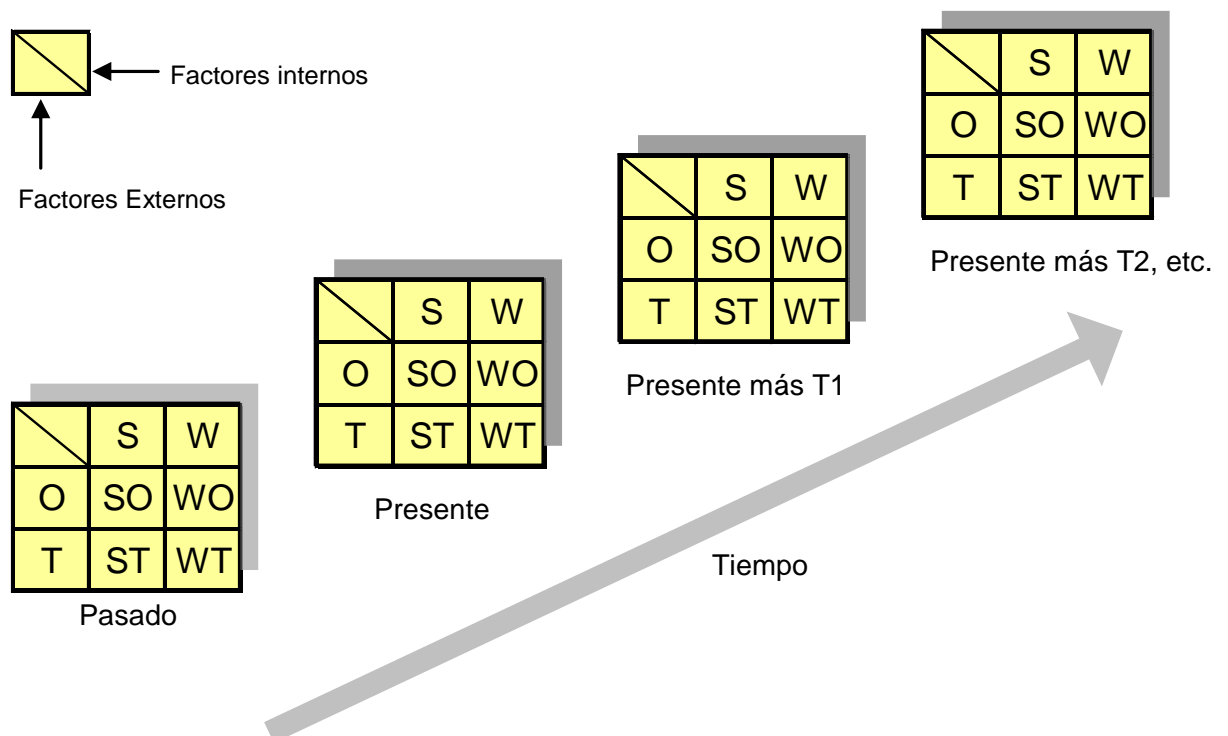 Factores internos
Factores Externos
S W
O SO WO
T ST WT
Presente más T2, etc.
S W
O SO WO
T ST WT
Presente más T1
S W
O SO WO
T ST WT
Presente
S W
O SO WO
T ST WT
Pasado
Tiempo